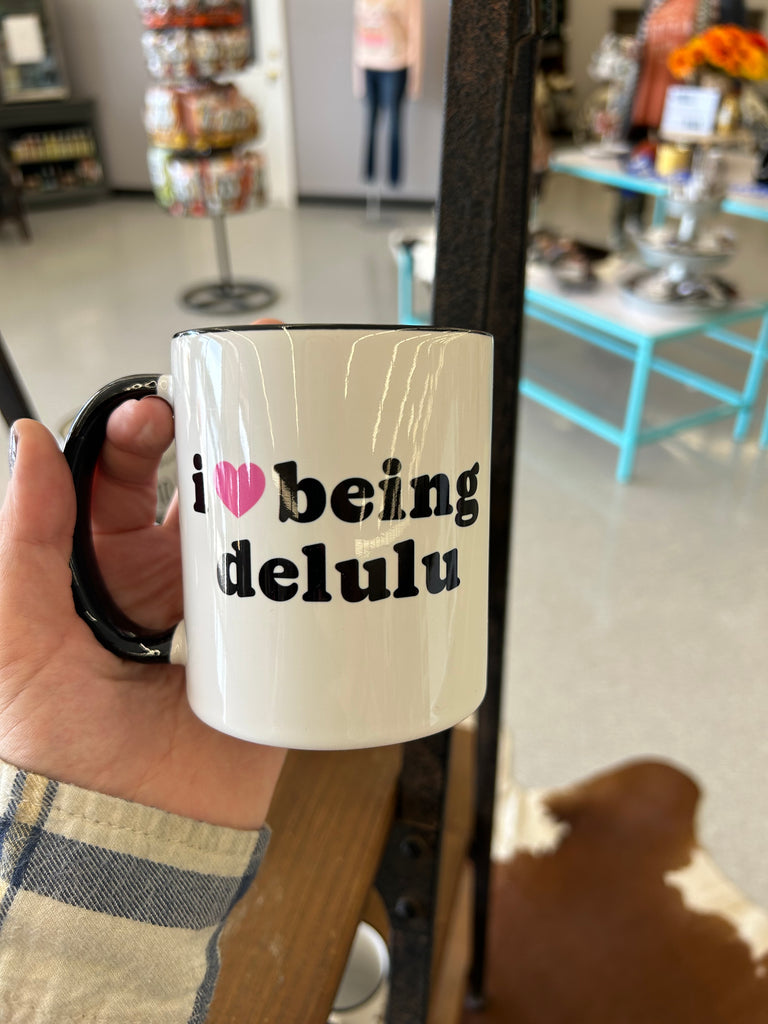 i ♥ being
delulu